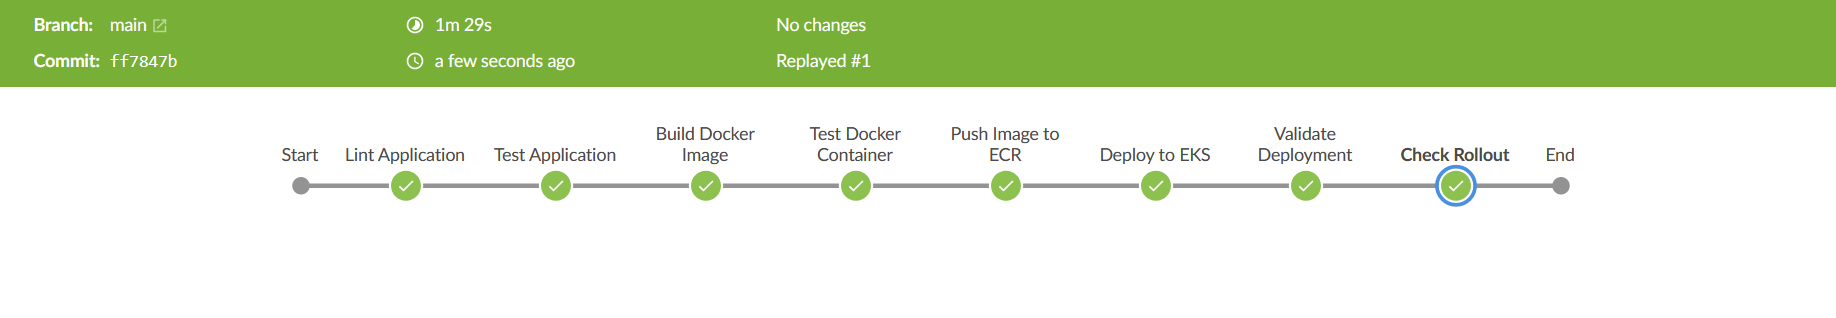 Branch: main
1m 29s
No changes
Commit: ff7847b
a few seconds ago
Replayed #1
Start
Lint Application
Test Application
Build Docker
Image
Test Docker
Container
Push Image to
ECR
Deploy to EKS
Validate
Deployment
Check Rollout
End